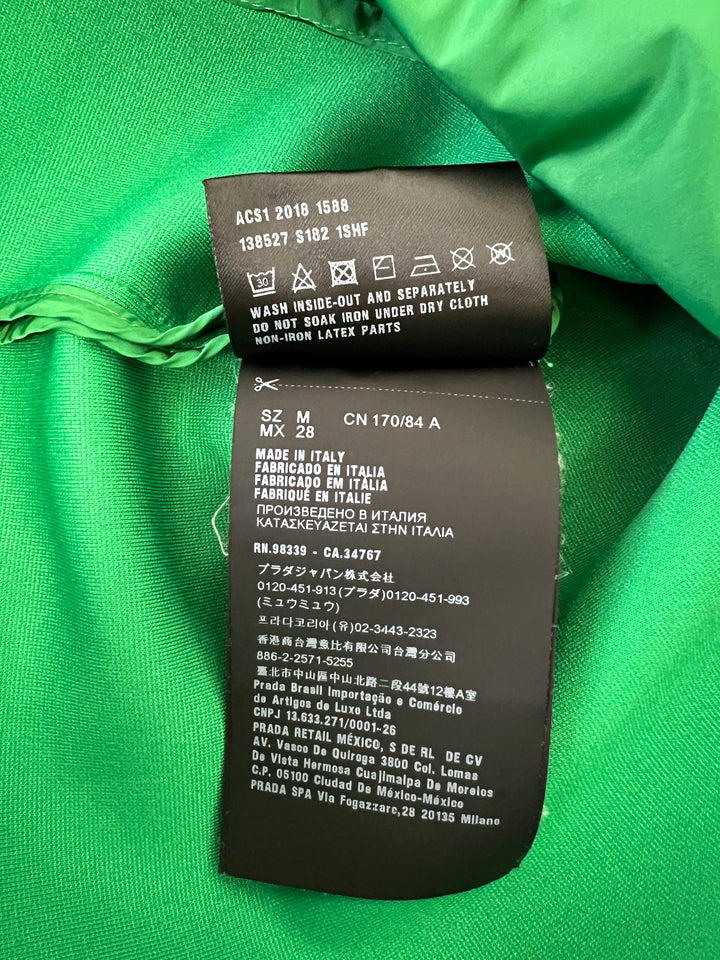 ACS1 2018 1588
138527 S182 1SHF
30
WASH INSIDE-OUT AND SEPARATELY
DO NOT SOAK IRON UNDER DRY CLOTH
NON-IRON LATEX PARTS
SZ M CN 170/84 A
MX 28
MADE IN ITALY
FABRICADO EN ITALIA
FABRICADO EM ITÁLIA
FABRIQUÉ EN ITALIE
ПРОИЗВЕДЕНО В ИТАЛИЯ
ΚΑΤΑΣΚΕΥΑΖΕΤΑΙ ΣΤΗΝ ΙΤΑΛΙΑ
RN.98339 - CA.34767
プラダジャパン株式会社
0120-451-913(プラダ)0120-451-993
(ミュウミュウ)
프라다코리아(유)02-3443-2323
香港商台灣意比有限公司台灣分公司
886-2-2571-5255
臺北市中山區中山北路二段44號12樓A室
Prada Brasil Importação e Comércio
de Artigos de Luxo Ltda
CNPJ 13.633.271/0001-26
PRADA RETAIL MÉXICO, S DE RL DE CV
AV. Vasco De Quiroga 3800 Col. Lomas
De Vista Hermosa Cuajimalpa De Morelos
C.P. 05100 Ciudad De México-México
PRADA SPA Via Fogazzaro,28 20135 Milano